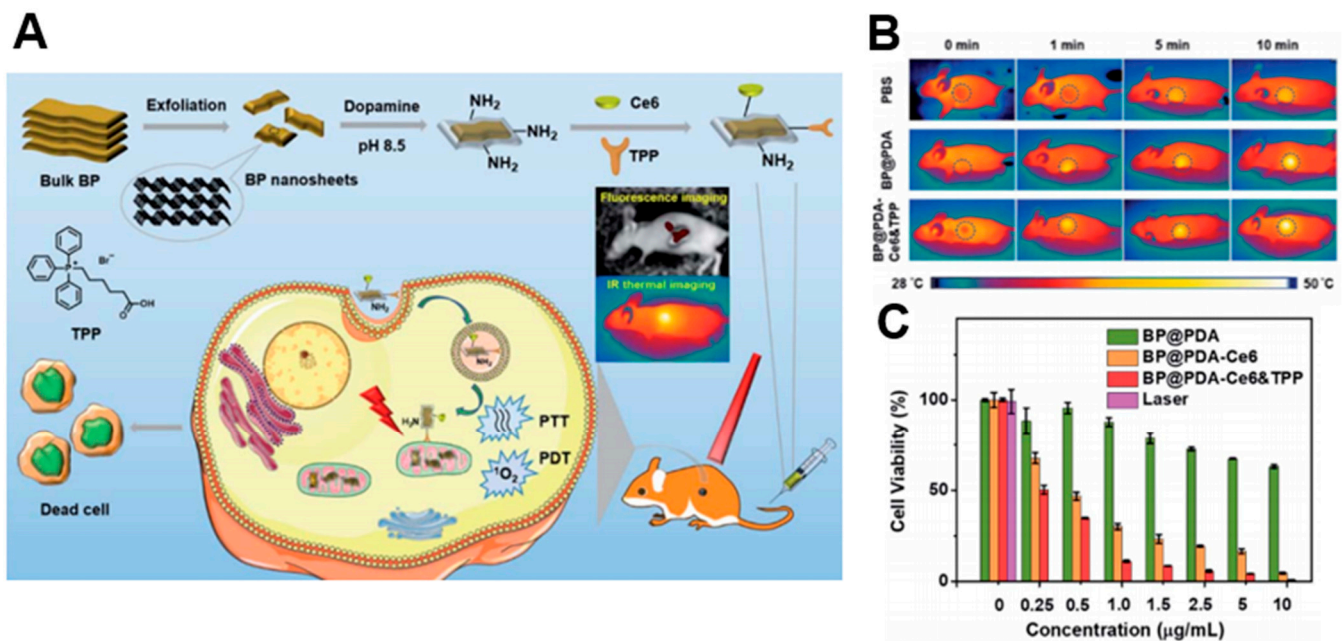 A
Exfoliation
Dopamine
pH 8.5
NH2
NH2
NH2
Ce6
TPP
NH2
Bulk BP
BP nanosheets
P+
Br−
OH
O
TPP
Fluorescence imaging
IR thermal imaging
NH2
NH2
H2N
PTT
PDT
1O2
Dead cell
B
0 min 1 min 5 min 10 min
PBS
BP@PDA
BP@PDA-
Ce6&TPP
28 °C 50 °C
C
BP@PDA
BP@PDA-Ce6
BP@PDA-Ce6&TPP
Laser
Cell Viability (%)
100
50
0
0 0.25 0.5 1.0 1.5 2.5 5 10
Concentration (μg/mL)